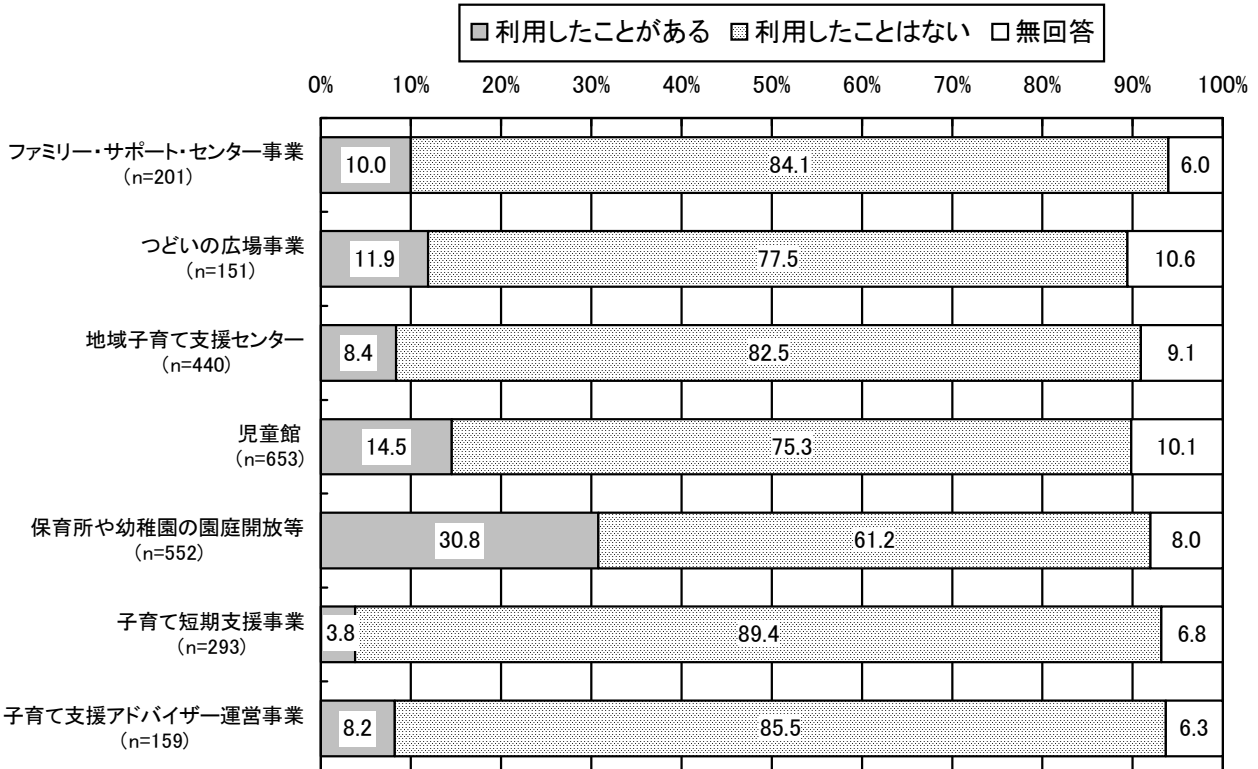 利用したことがある 利用したことはない 無回答
0% 10% 20% 30% 40% 50% 60% 70% 80% 90% 100%
ファミリー・サポート・センター事業
(n=201)
10.0 84.1 6.0
つどいの広場事業
(n=151)
11.9 77.5 10.6
地域子育て支援センター
(n=440)
8.4 82.5 9.1
児童館
(n=653)
14.5 75.3 10.1
保育所や幼稚園の園庭開放等
(n=552)
30.8 61.2 8.0
子育て短期支援事業
(n=293)
3.8 89.4 6.8
子育て支援アドバイザー運営事業
(n=159)
8.2 85.5 6.3